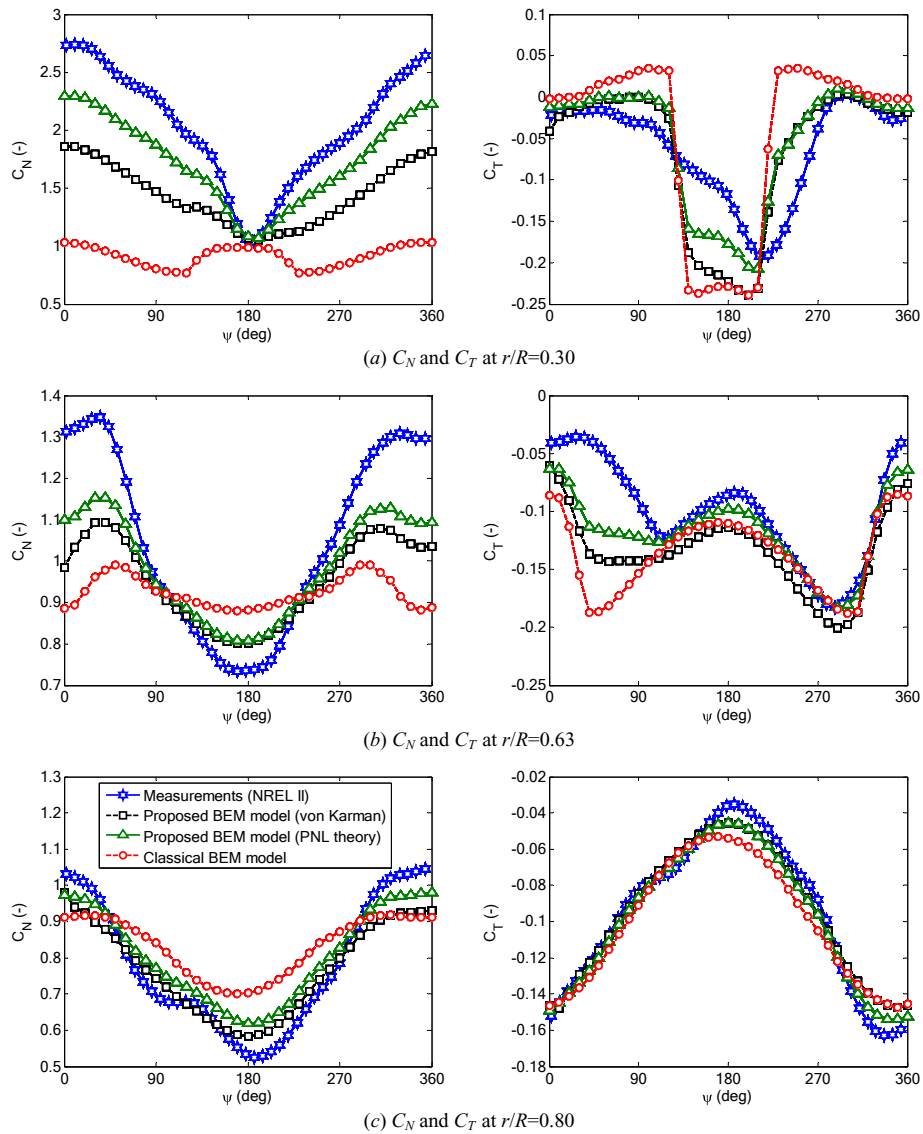 3
2.5
2
1.5
1
0.5
C_N (-)
0 90 180 270 360
ψ (deg)
0.1
0.05
0
-0.05
-0.1
-0.15
-0.2
-0.25
C_T (-)
0 90 180 270 360
ψ (deg)
(a) C_N and C_T at r/R=0.30
1.4
1.3
1.2
1.1
1
0.9
0.8
0.7
C_N (-)
0 90 180 270 360
ψ (deg)
0
-0.05
-0.1
-0.15
-0.2
-0.25
C_T (-)
0 90 180 270 360
ψ (deg)
(b) C_N and C_T at r/R=0.63
1.3
1.2
1.1
1
0.9
0.8
0.7
0.6
0.5
C_N (-)
Measurements (NREL II)
Proposed BEM model (von Karman)
Proposed BEM model (PNL theory)
Classical BEM model
0 90 180 270 360
ψ (deg)
-0.02
-0.04
-0.06
-0.08
-0.1
-0.12
-0.14
-0.16
-0.18
C_T (-)
0 90 180 270 360
ψ (deg)
(c) C_N and C_T at r/R=0.80